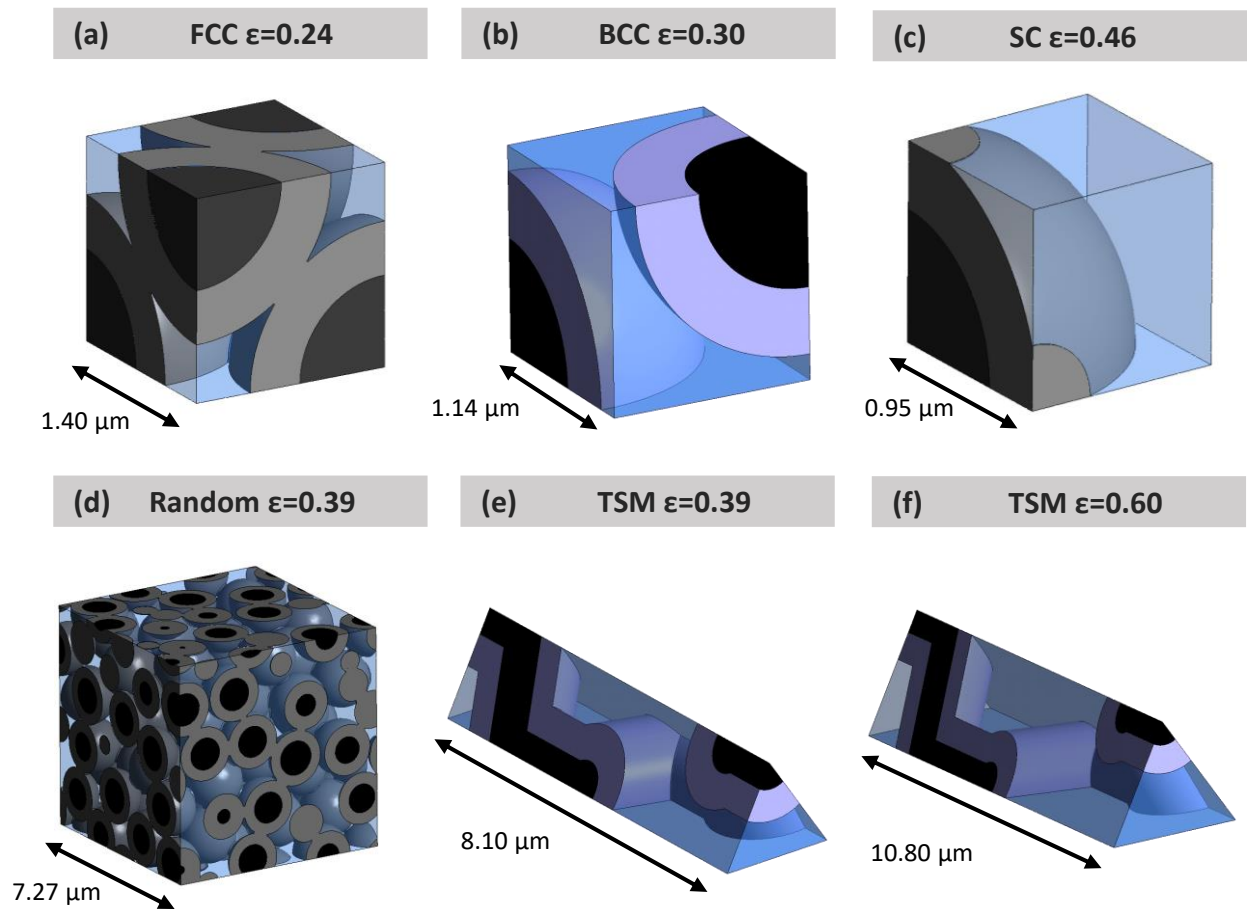 (a) FCC ε=0.24
(b) BCC ε=0.30
(c) SC ε=0.46
1.40 µm
1.14 µm
0.95 µm
(d) Random ε=0.39
(e) TSM ε=0.39
(f) TSM ε=0.60
7.27 µm
8.10 µm
10.80 µm